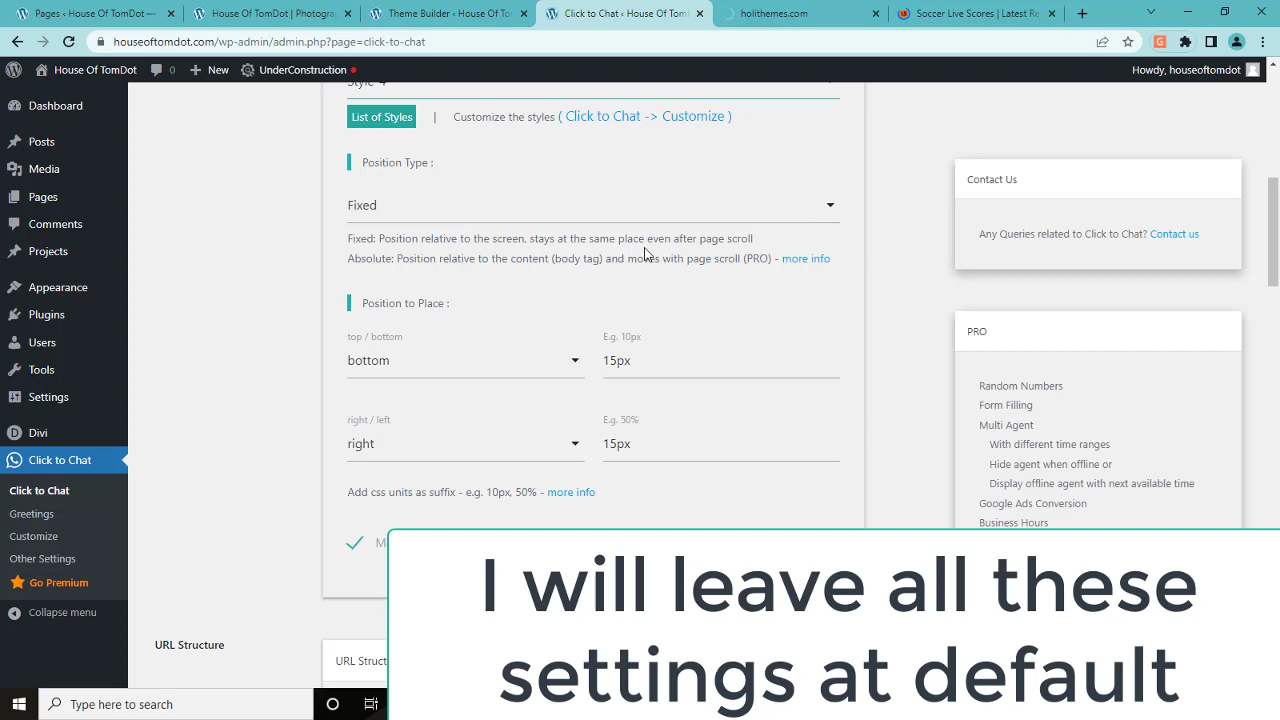 Pages ‹ House Of TomDot —
House Of TomDot | Photograp
Theme Builder ‹ House Of To
Click to Chat ‹ House Of Tom
holithemes.com
Soccer Live Scores | Latest Re
houseoftomdot.com/wp-admin/admin.php?page=click-to-chat
House Of TomDot
0
New
UnderConstruction
Howdy, houseoftomdot
Dashboard
Posts
Media
Pages
Comments
Projects
Appearance
Plugins
Users
Tools
Settings
Divi
Click to Chat
Click to Chat
Greetings
Customize
Other Settings
Go Premium
Collapse menu
Style-4
List of Styles | Customize the styles ( Click to Chat -> Customize )
Position Type :
Fixed
Fixed: Position relative to the screen, stays at the same place even after page scroll
Absolute: Position relative to the content (body tag) and moves with page scroll (PRO) - more info
Position to Place :
top / bottom
E.g. 10px
bottom
15px
right / left
E.g. 50%
right
15px
Add css units as suffix - e.g. 10px, 50% - more info
URL Structure
Contact Us
Any Queries related to Click to Chat? Contact us
PRO
Random Numbers
Form Filling
Multi Agent
With different time ranges
Hide agent when offline or
Display offline agent with next available time
Google Ads Conversion
Business Hours
I will leave all these
settings at default
Type here to search